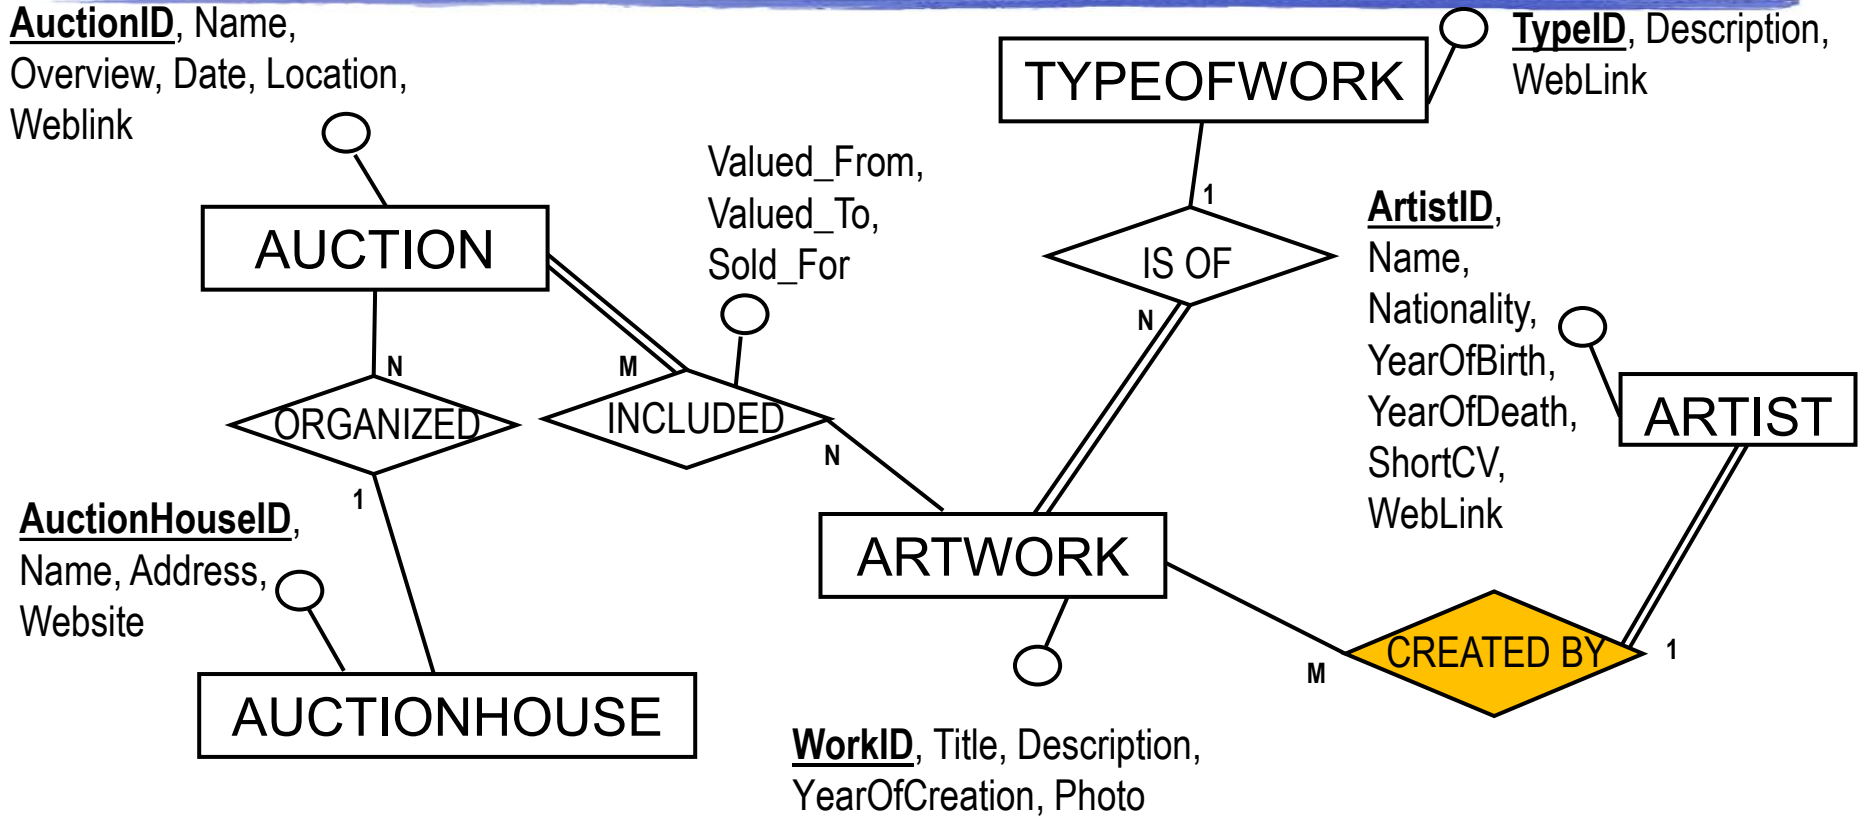 AuctionID, Name,
Overview, Date, Location,
Weblink
AUCTION
N
ORGANIZED
1
AuctionHouseID,
Name, Address,
Website
AUCTIONHOUSE
Valued_From,
Valued_To,
Sold_For
M
INCLUDED
N
TYPEOFWORK
TypeID, Description,
WebLink
1
IS OF
N
ARTWORK
WorkID, Title, Description,
YearOfCreation, Photo
ArtistID,
Name,
Nationality,
YearOfBirth,
YearOfDeath,
ShortCV,
WebLink
ARTIST
M
CREATED BY
1